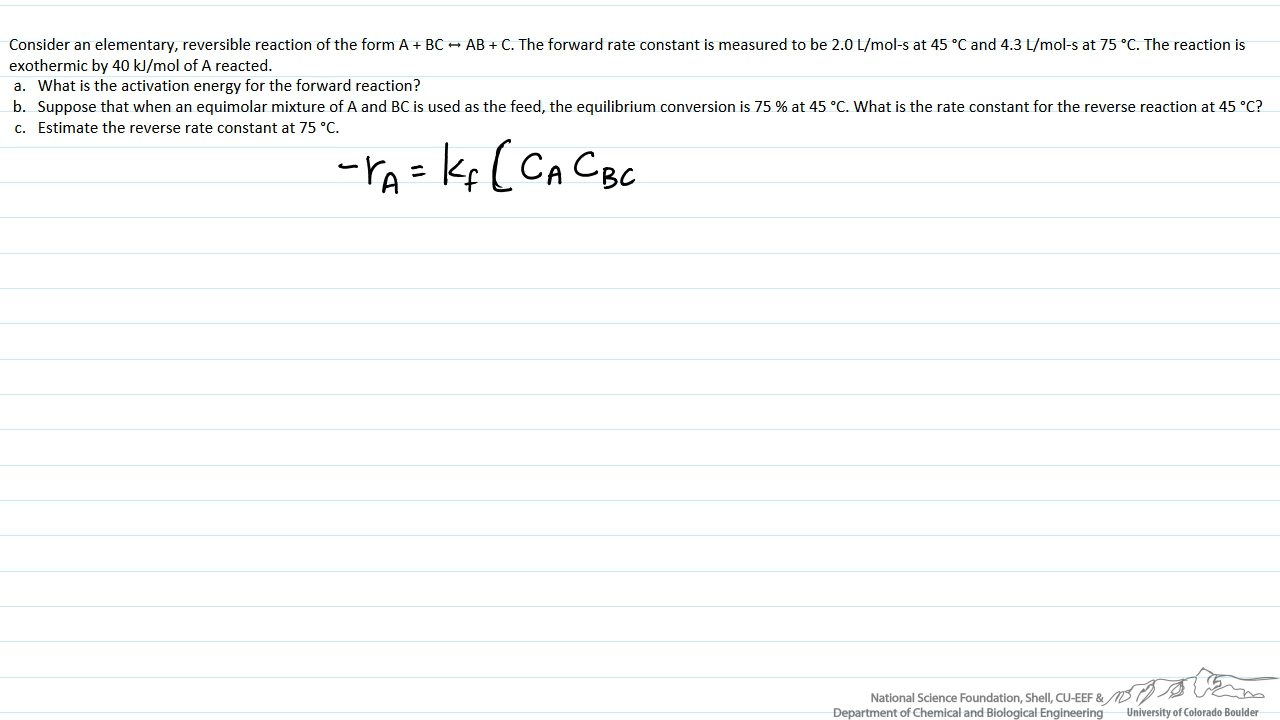 Consider an elementary, reversible reaction of the form A + BC ↔ AB + C. The forward rate constant is measured to be 2.0 L/mol-s at 45 °C and 4.3 L/mol-s at 75 °C. The reaction is
exothermic by 40 kJ/mol of A reacted.
a. What is the activation energy for the forward reaction?
b. Suppose that when an equimolar mixture of A and BC is used as the feed, the equilibrium conversion is 75 % at 45 °C. What is the rate constant for the reverse reaction at 45 °C?
c. Estimate the reverse rate constant at 75 °C.
-rA = kf [ CA CBC
National Science Foundation, Shell, CU-EEF &
Department of Chemical and Biological Engineering
University of Colorado Boulder